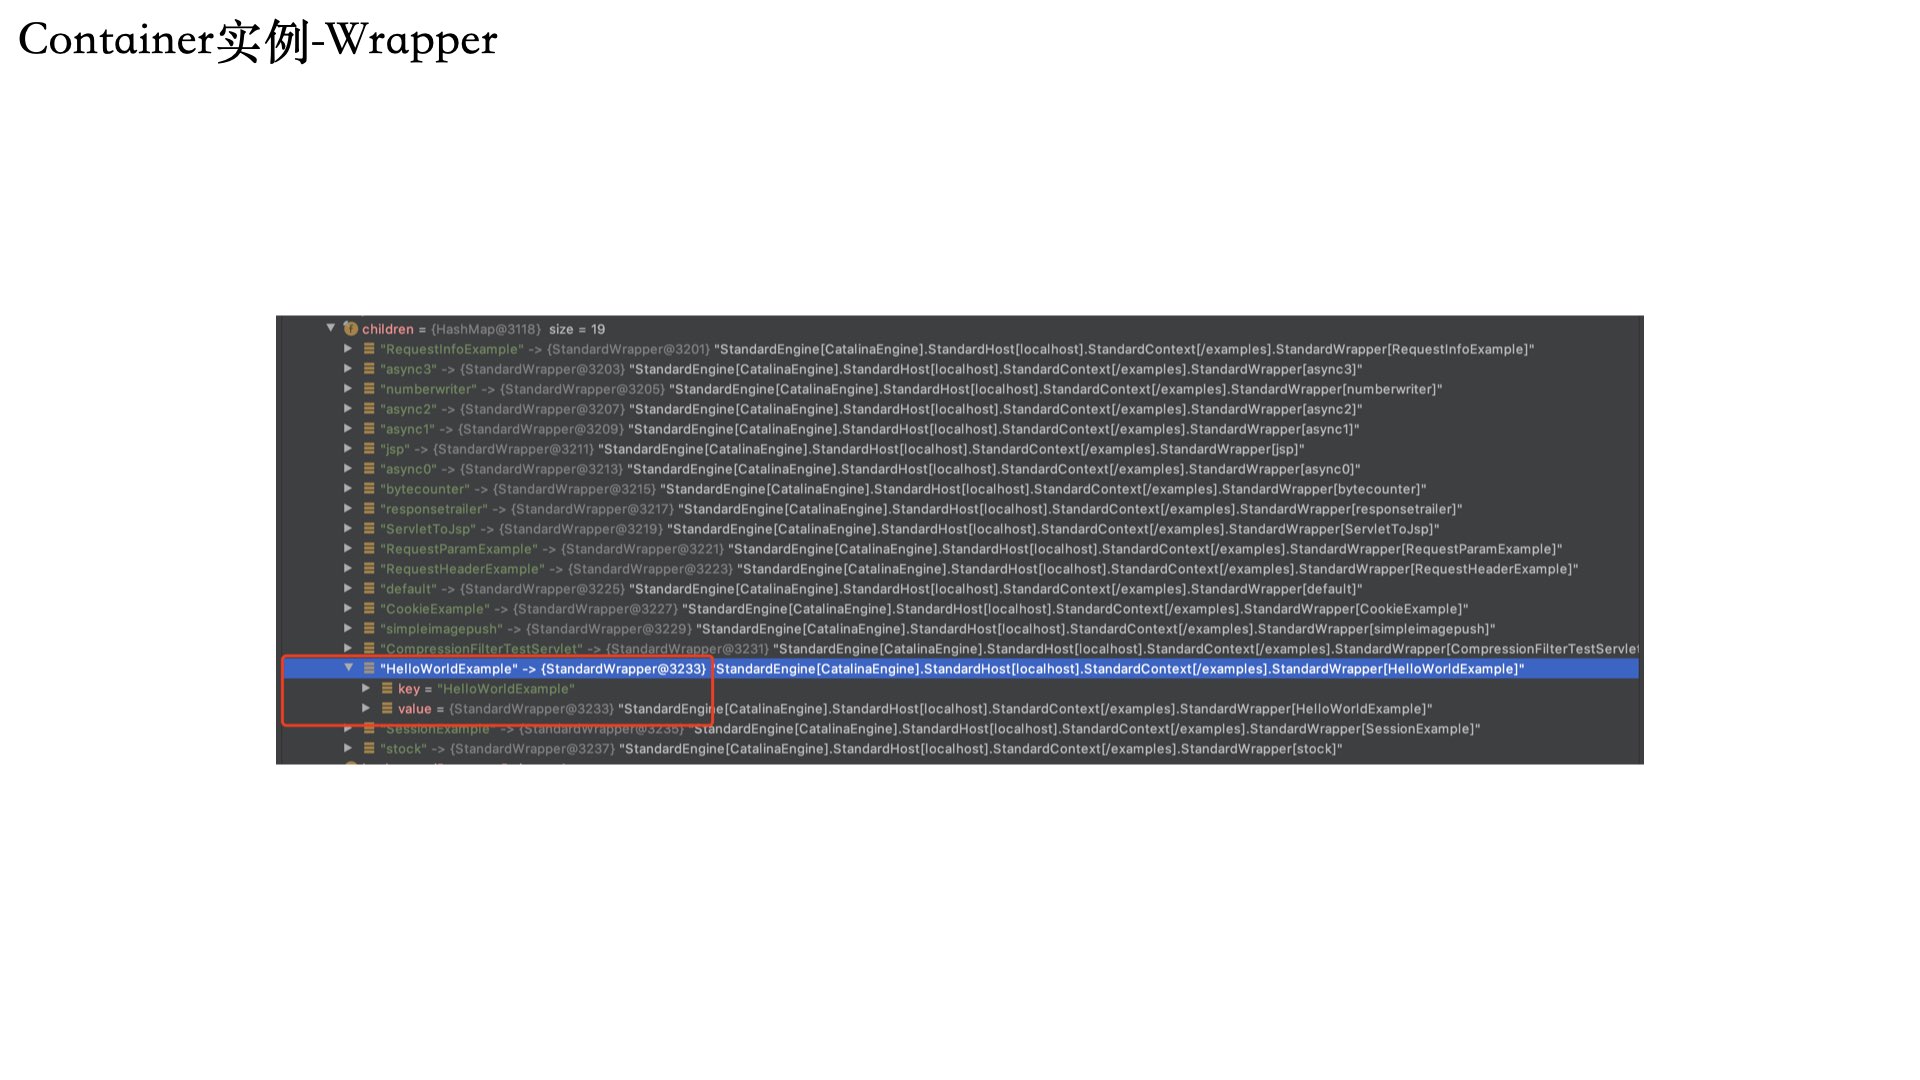 Container实例-Wrapper
children = {HashMap@3118} size = 19
"RequestInfoExample" -> {StandardWrapper@3201} "StandardEngine[CatalinaEngine].StandardHost[localhost].StandardContext[/examples].StandardWrapper[RequestInfoExample]"
"async3" -> {StandardWrapper@3203} "StandardEngine[CatalinaEngine].StandardHost[localhost].StandardContext[/examples].StandardWrapper[async3]"
"numberwriter" -> {StandardWrapper@3205} "StandardEngine[CatalinaEngine].StandardHost[localhost].StandardContext[/examples].StandardWrapper[numberwriter]"
"async2" -> {StandardWrapper@3207} "StandardEngine[CatalinaEngine].StandardHost[localhost].StandardContext[/examples].StandardWrapper[async2]"
"async1" -> {StandardWrapper@3209} "StandardEngine[CatalinaEngine].StandardHost[localhost].StandardContext[/examples].StandardWrapper[async1]"
"jsp" -> {StandardWrapper@3211} "StandardEngine[CatalinaEngine].StandardHost[localhost].StandardContext[/examples].StandardWrapper[jsp]"
"async0" -> {StandardWrapper@3213} "StandardEngine[CatalinaEngine].StandardHost[localhost].StandardContext[/examples].StandardWrapper[async0]"
"bytecounter" -> {StandardWrapper@3215} "StandardEngine[CatalinaEngine].StandardHost[localhost].StandardContext[/examples].StandardWrapper[bytecounter]"
"responsetrailer" -> {StandardWrapper@3217} "StandardEngine[CatalinaEngine].StandardHost[localhost].StandardContext[/examples].StandardWrapper[responsetrailer]"
"ServletToJsp" -> {StandardWrapper@3219} "StandardEngine[CatalinaEngine].StandardHost[localhost].StandardContext[/examples].StandardWrapper[ServletToJsp]"
"RequestParamExample" -> {StandardWrapper@3221} "StandardEngine[CatalinaEngine].StandardHost[localhost].StandardContext[/examples].StandardWrapper[RequestParamExample]"
"RequestHeaderExample" -> {StandardWrapper@3223} "StandardEngine[CatalinaEngine].StandardHost[localhost].StandardContext[/examples].StandardWrapper[RequestHeaderExample]"
"default" -> {StandardWrapper@3225} "StandardEngine[CatalinaEngine].StandardHost[localhost].StandardContext[/examples].StandardWrapper[default]"
"CookieExample" -> {StandardWrapper@3227} "StandardEngine[CatalinaEngine].StandardHost[localhost].StandardContext[/examples].StandardWrapper[CookieExample]"
"simpleimagepush" -> {StandardWrapper@3229} "StandardEngine[CatalinaEngine].StandardHost[localhost].StandardContext[/examples].StandardWrapper[simpleimagepush]"
"CompressionFilterTestServlet" -> {StandardWrapper@3231} "StandardEngine[CatalinaEngine].StandardHost[localhost].StandardContext[/examples].StandardWrapper[CompressionFilterTestServlet
"HelloWorldExample" -> {StandardWrapper@3233} "StandardEngine[CatalinaEngine].StandardHost[localhost].StandardContext[/examples].StandardWrapper[HelloWorldExample]"
key = "HelloWorldExample"
value = {StandardWrapper@3233} "StandardEngine[CatalinaEngine].StandardHost[localhost].StandardContext[/examples].StandardWrapper[HelloWorldExample]"
"SessionExample" -> {StandardWrapper@3235} "StandardEngine[CatalinaEngine].StandardHost[localhost].StandardContext[/examples].StandardWrapper[SessionExample]"
"stock" -> {StandardWrapper@3237} "StandardEngine[CatalinaEngine].StandardHost[localhost].StandardContext[/examples].StandardWrapper[stock]"